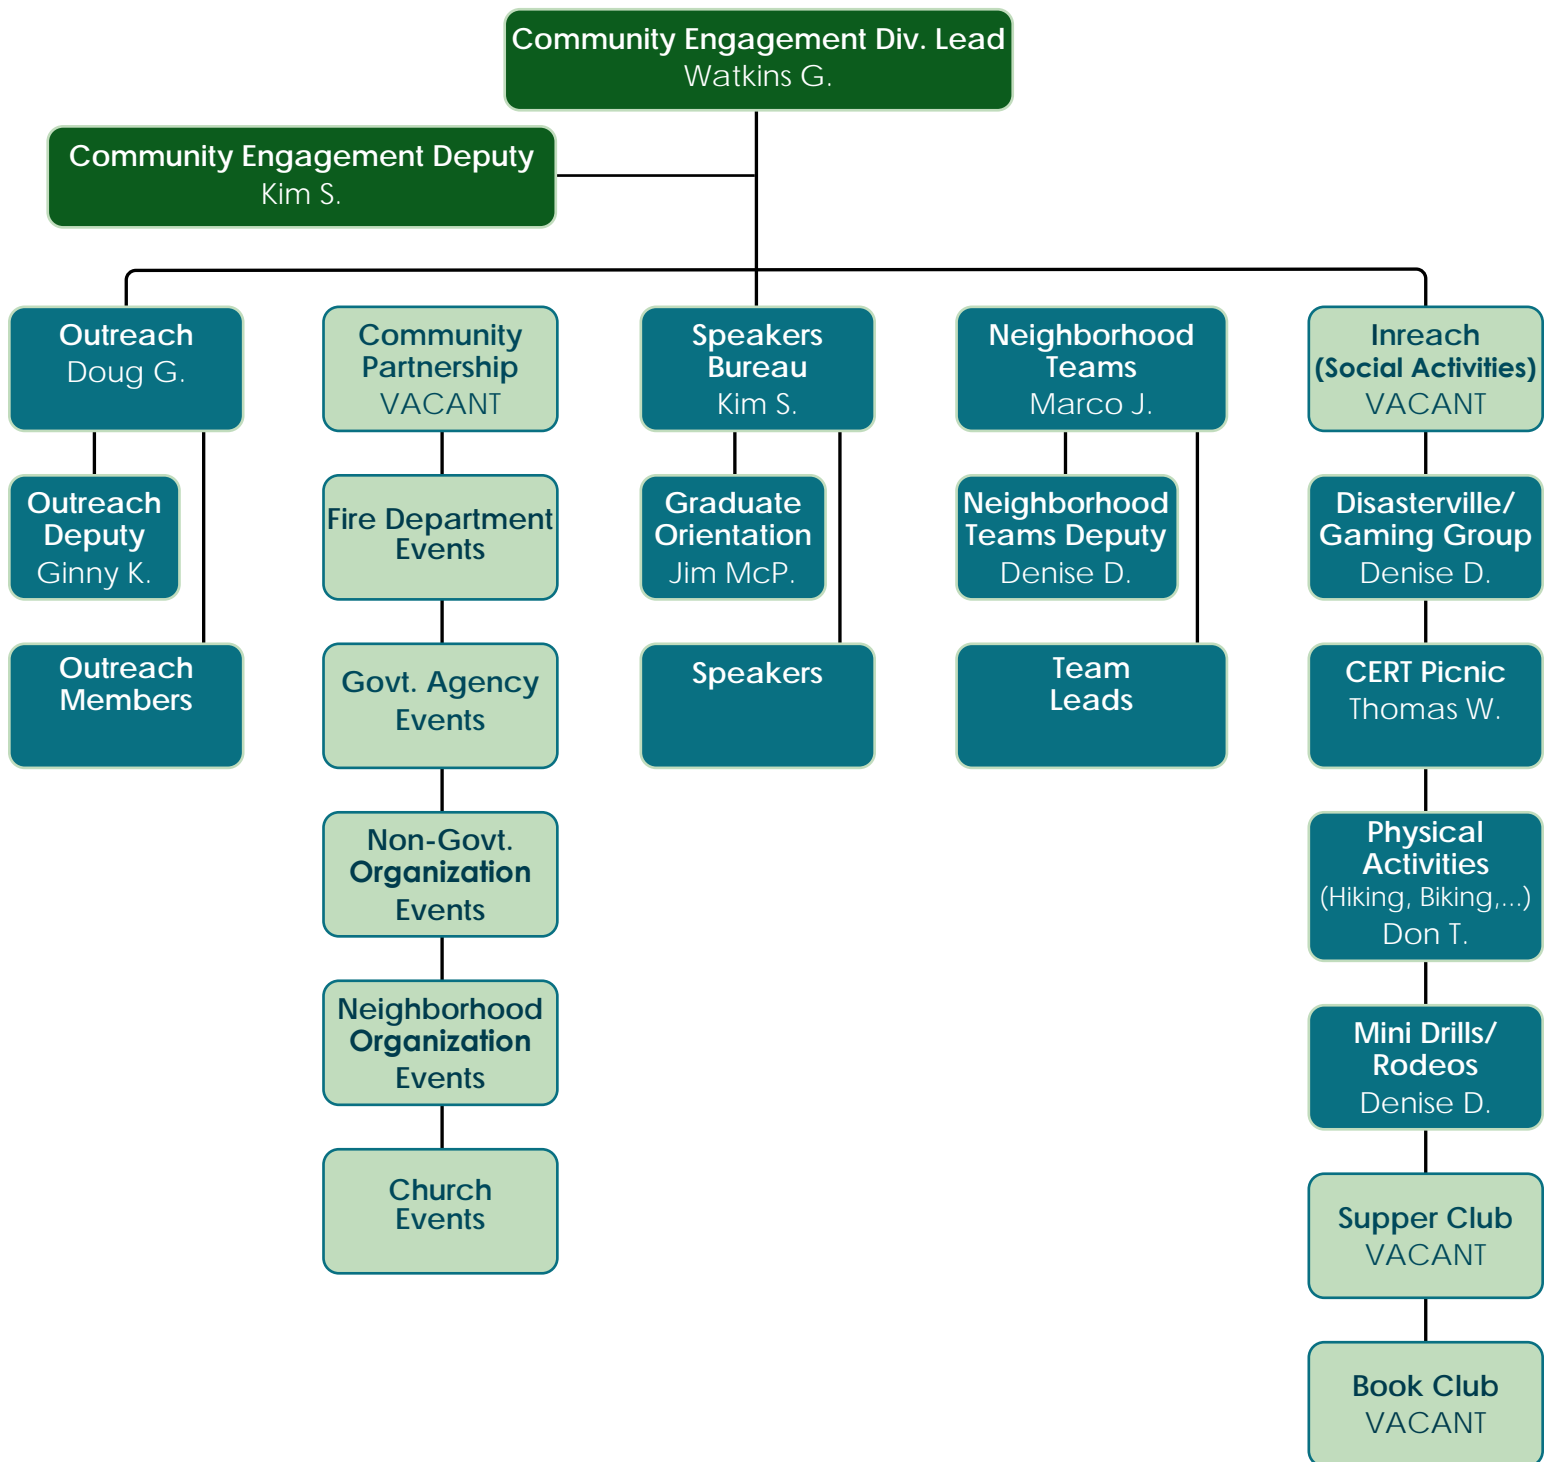 Community Engagement Div. Lead
Watkins G.
Community Engagement Deputy
Kim S.
Outreach
Doug G.
Community
Partnership
VACANT
Speakers
Bureau
Kim S.
Neighborhood
Teams
Marco J.
Inreach
(Social Activities)
VACANT
Outreach
Deputy
Ginny K.
Fire Department
Events
Graduate
Orientation
Jim McP.
Neighborhood
Teams Deputy
Denise D.
Disasterville/
Gaming Group
Denise D.
Outreach
Members
Govt. Agency
Events
Speakers
Team
Leads
CERT Picnic
Thomas W.
Non-Govt.
Organization
Events
Physical
Activities
(Hiking, Biking,...)
Don T.
Neighborhood
Organization
Events
Mini Drills/
Rodeos
Denise D.
Church
Events
Supper Club
VACANT
Book Club
VACANT